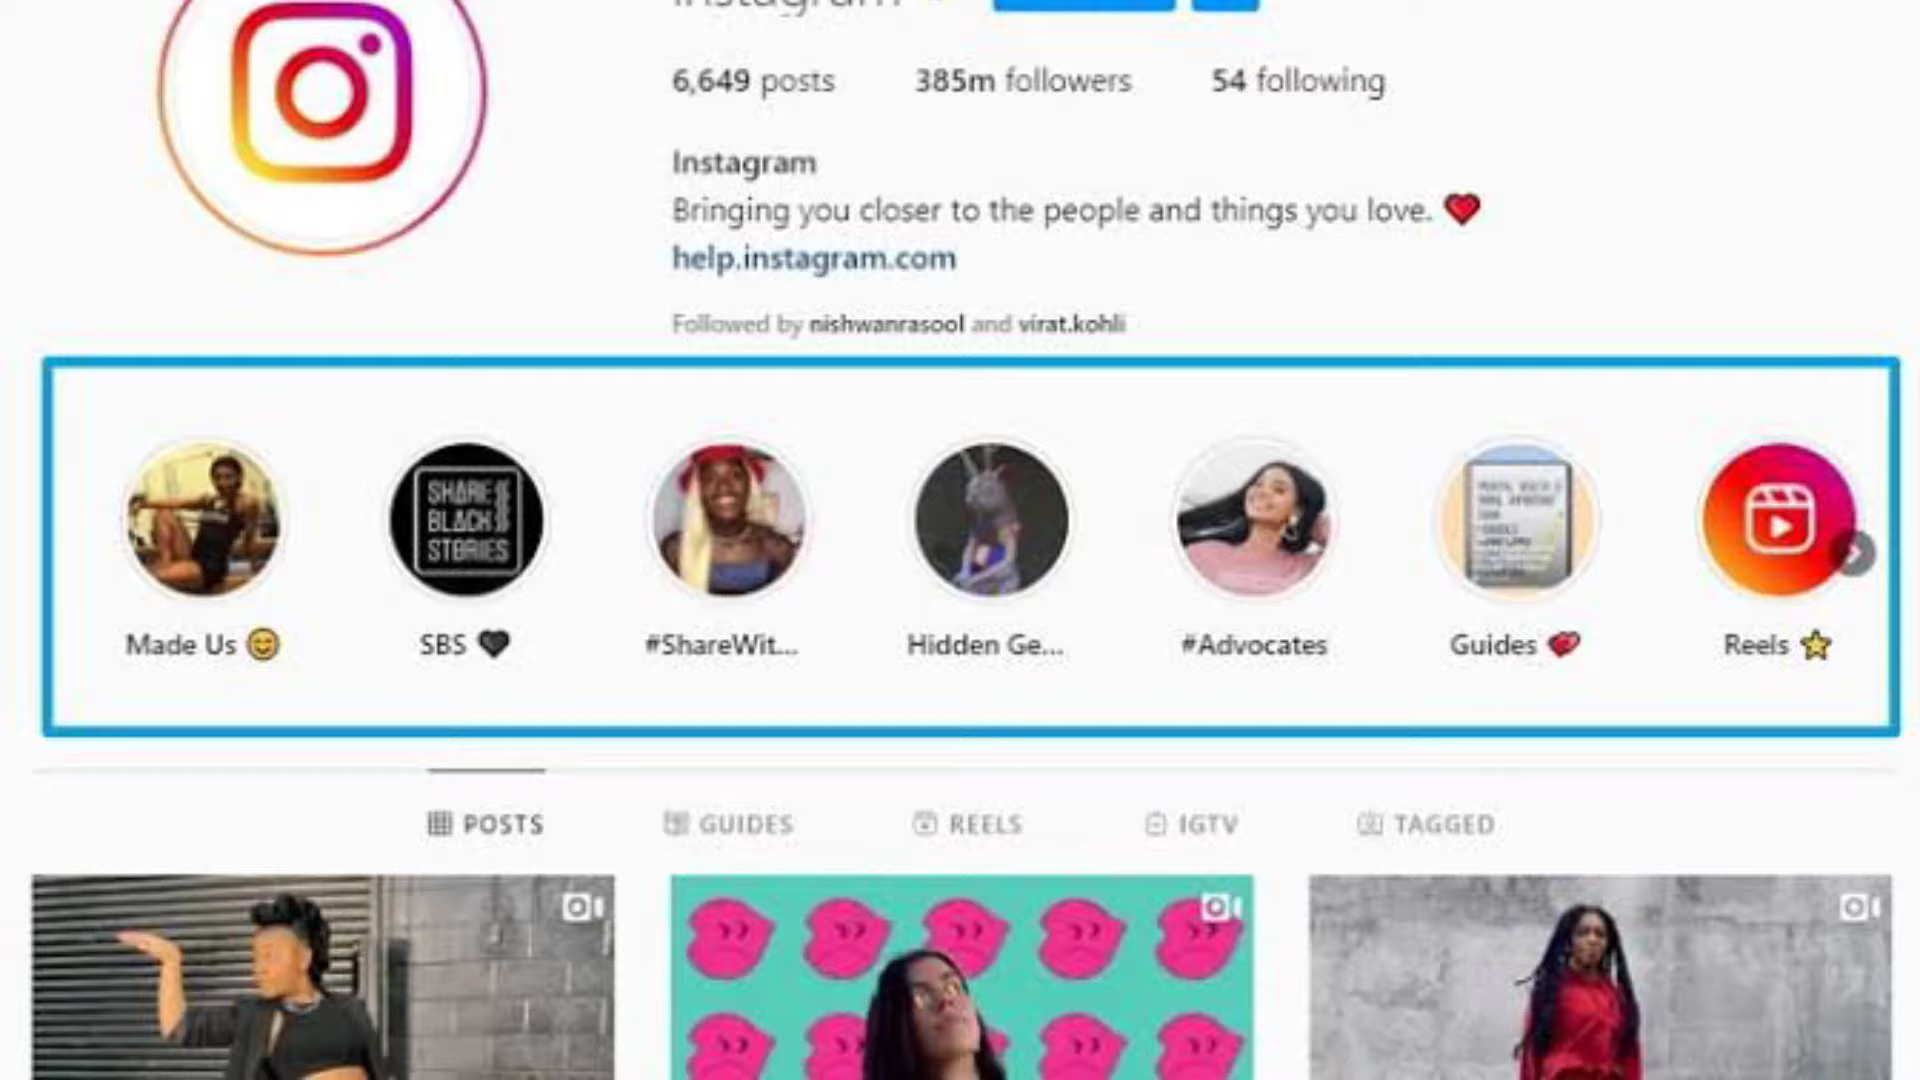 Instagram
6,649 posts 385m followers 54 following
Instagram
Bringing you closer to the people and things you love. ❤️
help.instagram.com
Followed by nishwanrasool and virat.kohli
SHARE
BLACK
STORIES
Made Us 😊 SBS 🖤 #ShareWit... Hidden Ge... #Advocates Guides 💕 Reels ⭐
POSTS GUIDES REELS IGTV TAGGED